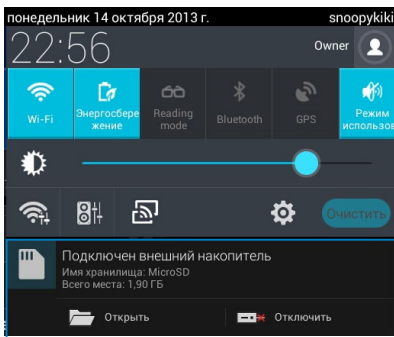 понедельник 14 октября 2013 г. snoopykiki
22:56 Owner
Wi-Fi
Энергосбере
жение
Reading
mode
Bluetooth
GPS
Режим
использов
Очистить
Подключен внешний накопитель
Имя хранилища: MicroSD
Всего места: 1,90 ГБ
Открыть Отключить